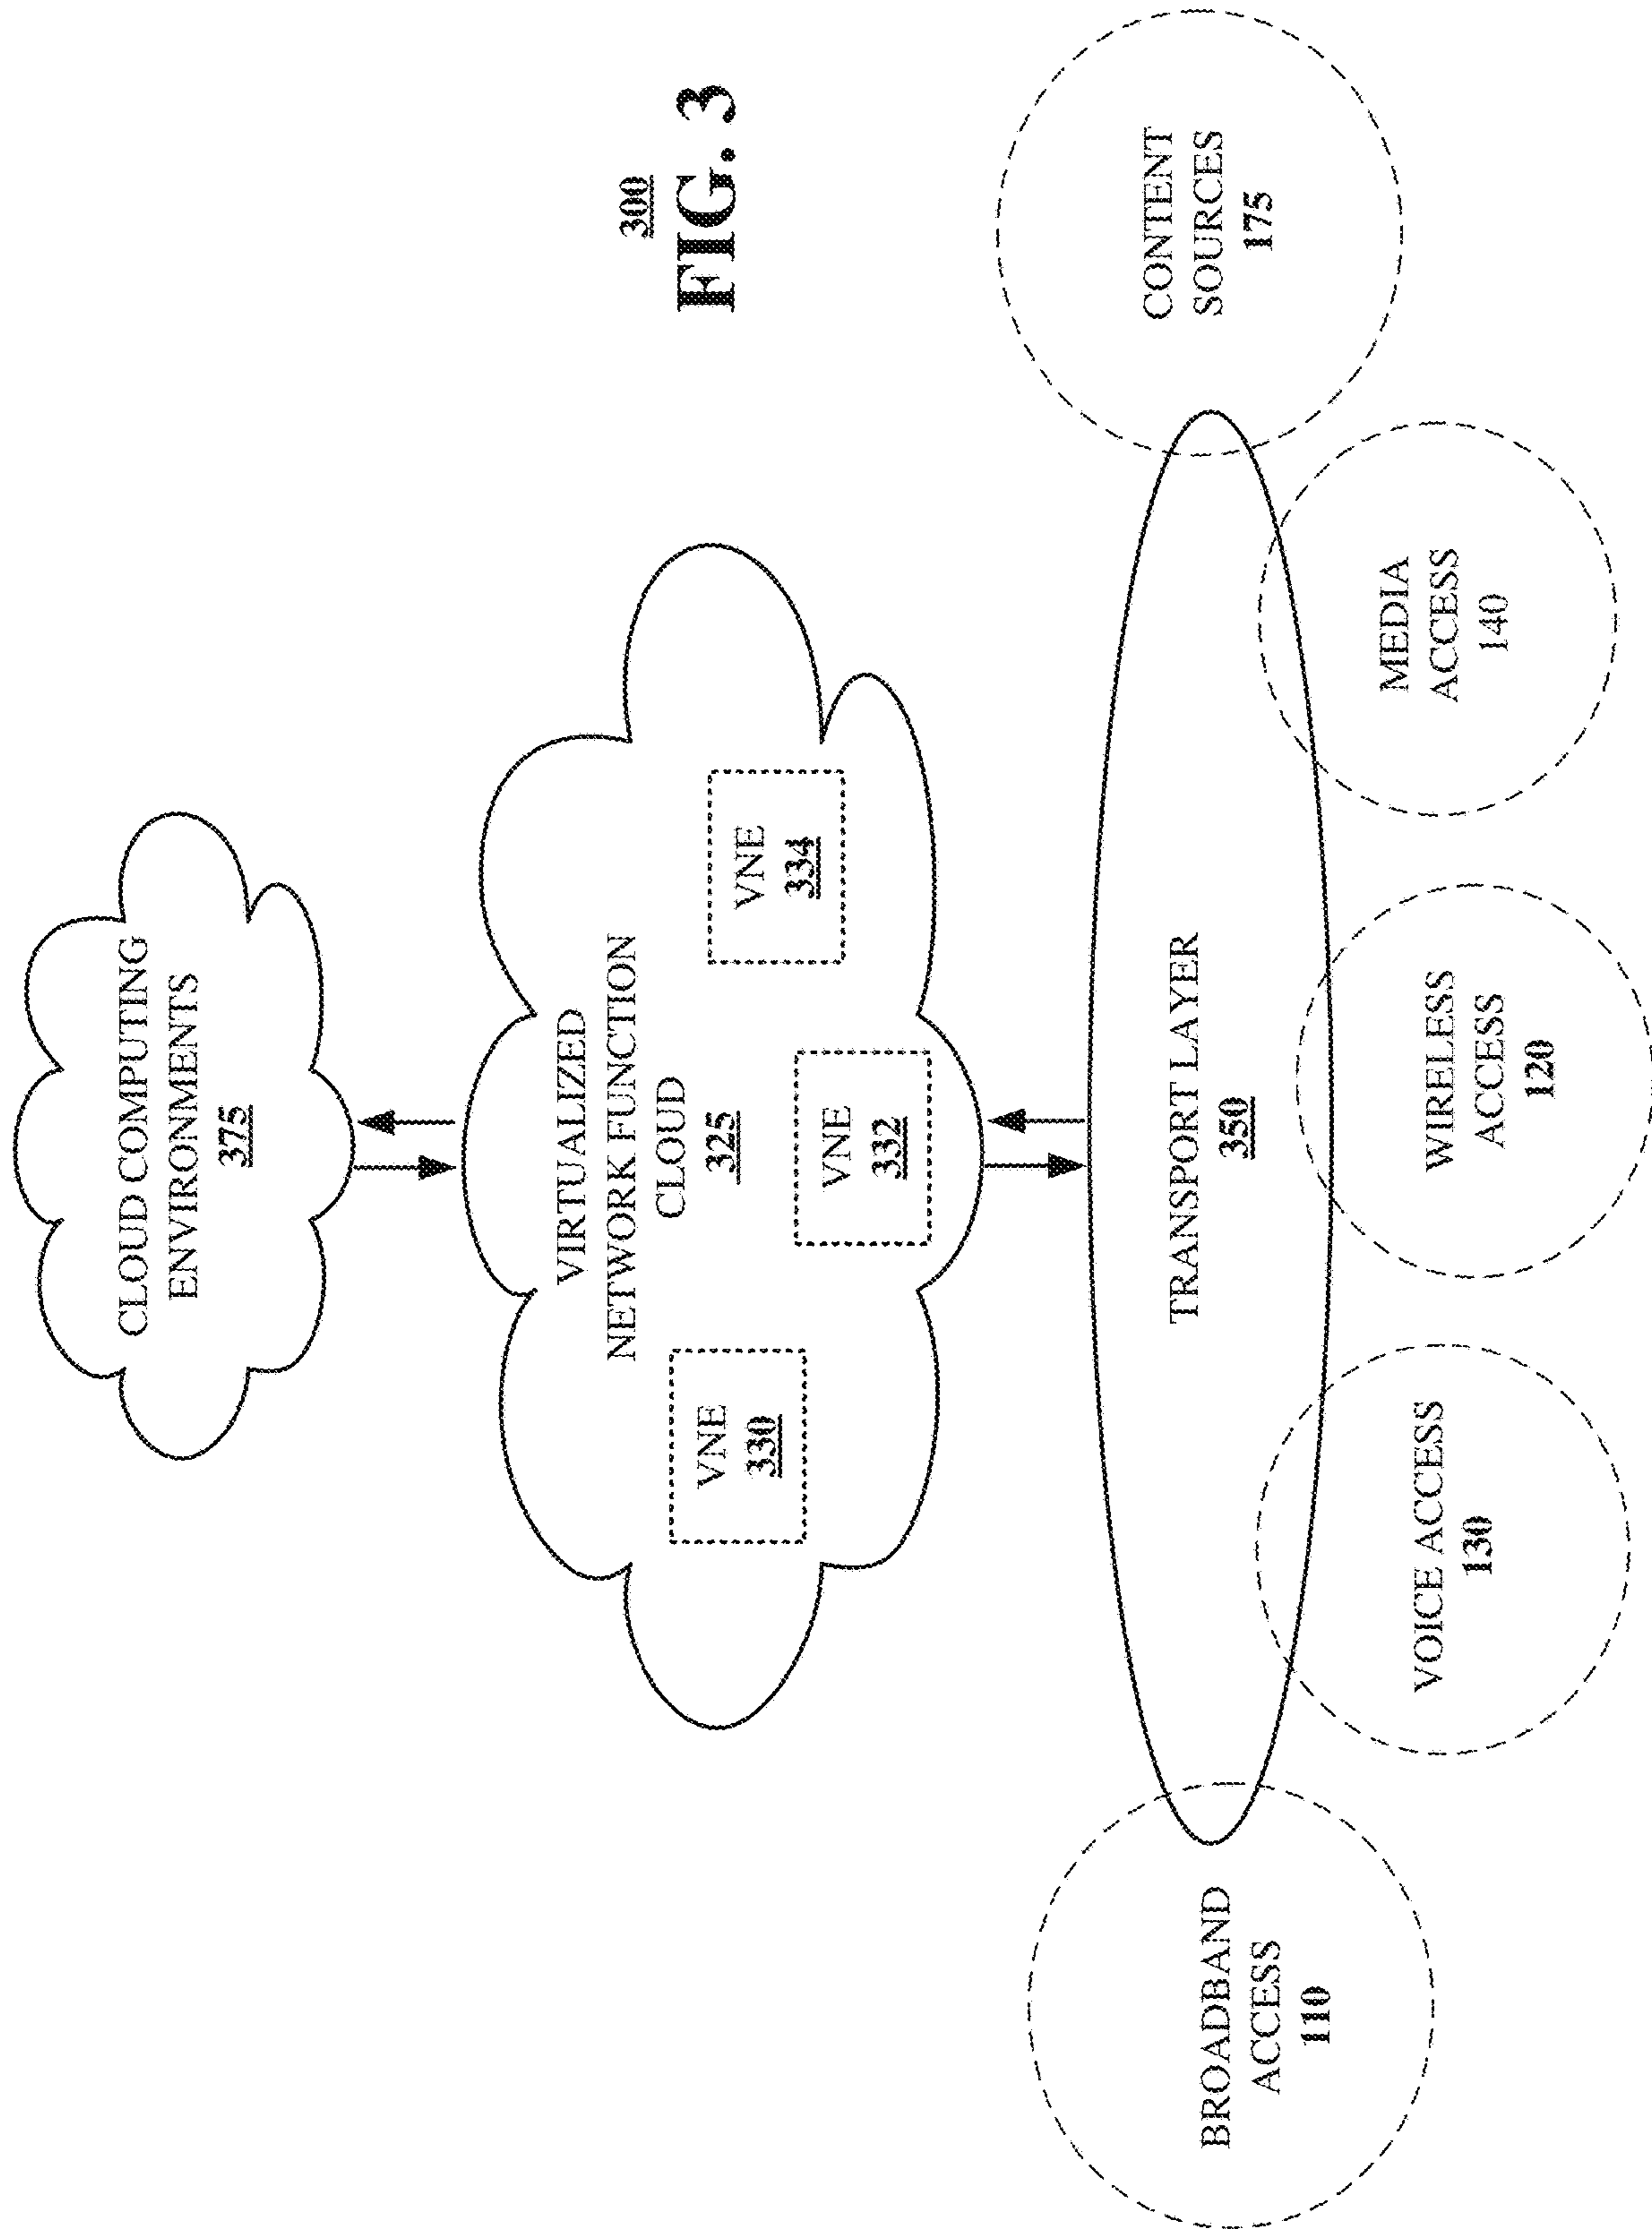 CLOUD COMPUTING
ENVIRONMENTS
375
VIRTUALIZED
NETWORK FUNCTION
CLOUD
325
VNE
330
VNE
332
VNE
334
300
FIG. 3
TRANSPORT LAYER
350
BROADBAND
ACCESS
110
VOICE ACCESS
130
WIRELESS
ACCESS
120
MEDIA
ACCESS
140
CONTENT
SOURCES
175